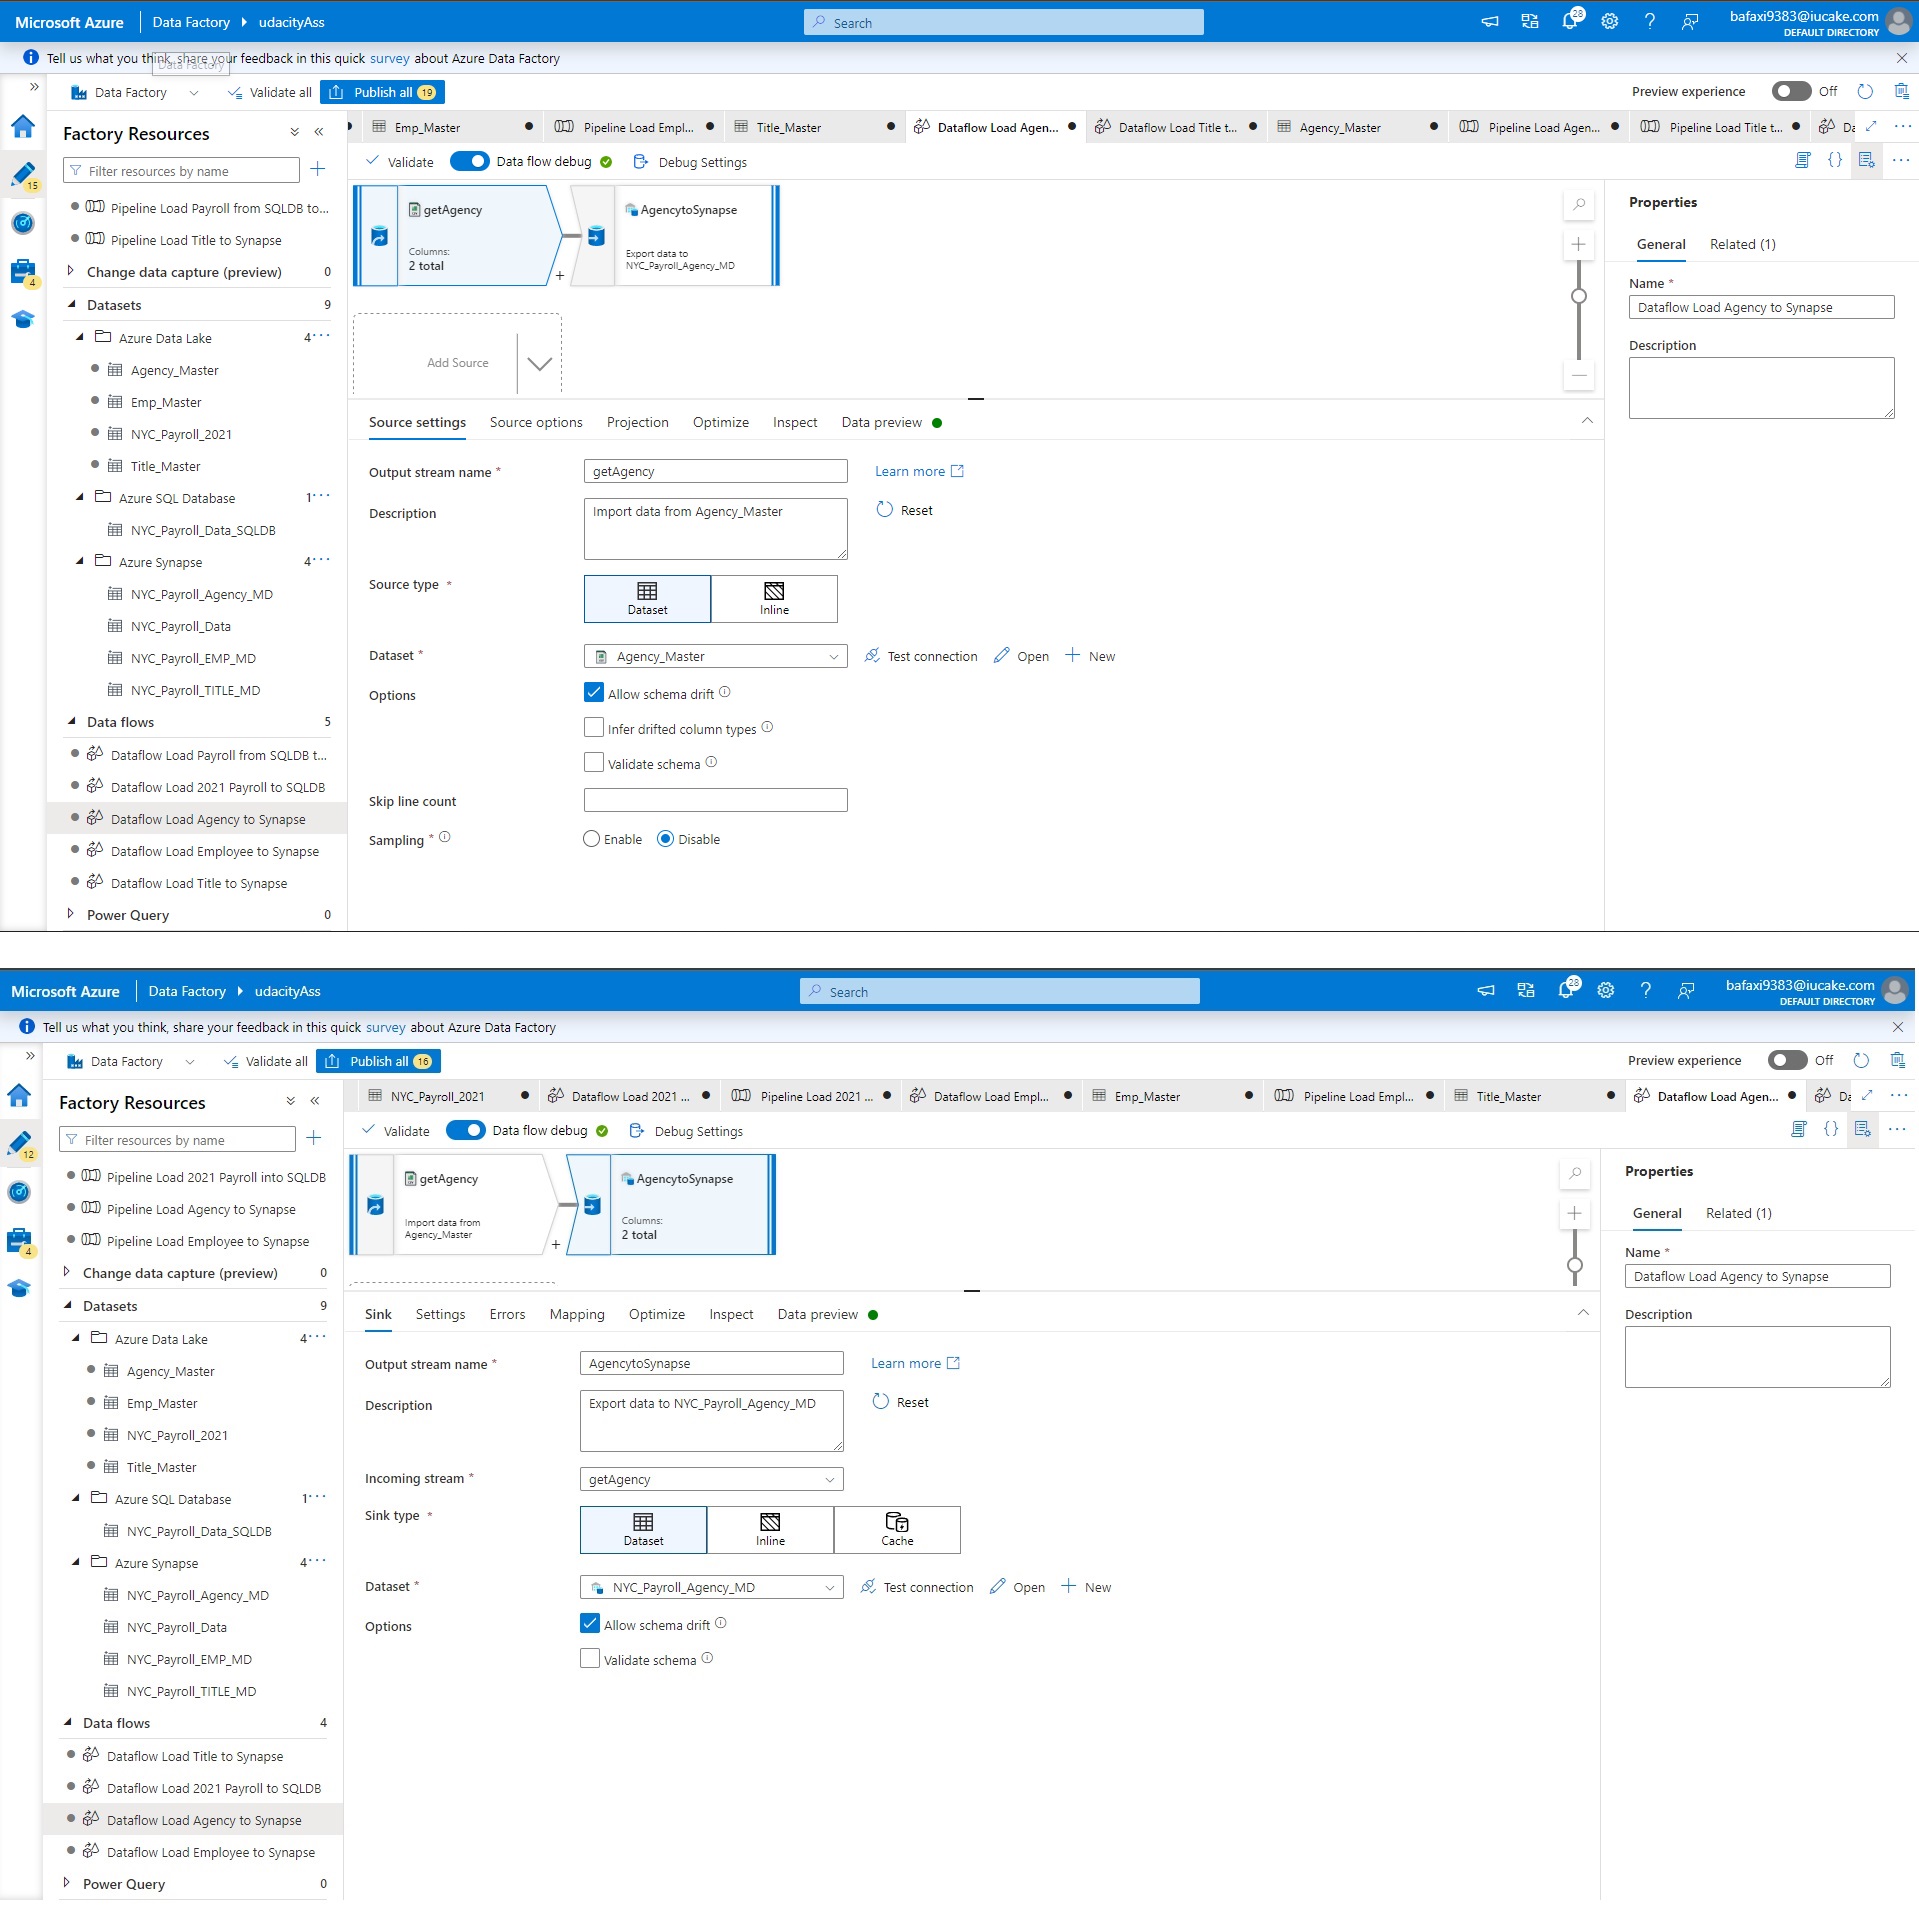 Microsoft Azure Data Factory udacityAss Search 28 bafaxi9383@iucake.com
DEFAULT DIRECTORY
Tell us what you think, share your feedback in this quick survey about Azure Data Factory
Data Factory
Data Factory Validate all Publish all 19 Preview experience Off
Factory Resources
Emp_Master Pipeline Load Empl... Title_Master Dataflow Load Agen... Dataflow Load Title t... Agency_Master Pipeline Load Agen... Pipeline Load Title t... Da
Validate Data flow debug Debug Settings
Filter resources by name
15
4
Pipeline Load Payroll from SQLDB to...
Pipeline Load Title to Synapse
Change data capture (preview) 0
Datasets 9
Azure Data Lake 4
Agency_Master
Emp_Master
NYC_Payroll_2021
Title_Master
Azure SQL Database 1
NYC_Payroll_Data_SQLDB
Azure Synapse 4
NYC_Payroll_Agency_MD
NYC_Payroll_Data
NYC_Payroll_EMP_MD
NYC_Payroll_TITLE_MD
Data flows 5
Dataflow Load Payroll from SQLDB t...
Dataflow Load 2021 Payroll to SQLDB
Dataflow Load Agency to Synapse
Dataflow Load Employee to Synapse
Dataflow Load Title to Synapse
Power Query 0
getAgency
Columns:
2 total
AgencytoSynapse
Export data to
NYC_Payroll_Agency_MD
Add Source
Source settings Source options Projection Optimize Inspect Data preview
Output stream name * getAgency Learn more
Description Import data from Agency_Master Reset
Source type * Dataset Inline
Dataset * Agency_Master Test connection Open New
Options Allow schema drift
Infer drifted column types
Validate schema
Skip line count
Sampling * Enable Disable
Properties
General Related (1)
Name *
Dataflow Load Agency to Synapse
Description
Microsoft Azure Data Factory udacityAss Search 28 bafaxi9383@iucake.com
DEFAULT DIRECTORY
Tell us what you think, share your feedback in this quick survey about Azure Data Factory
Data Factory Validate all Publish all 16 Preview experience Off
Factory Resources
NYC_Payroll_2021 Dataflow Load 2021 ... Pipeline Load 2021 ... Dataflow Load Empl... Emp_Master Pipeline Load Empl... Title_Master Dataflow Load Agen... Da
Validate Data flow debug Debug Settings
Filter resources by name
12
4
Pipeline Load 2021 Payroll into SQLDB
Pipeline Load Agency to Synapse
Pipeline Load Employee to Synapse
Change data capture (preview) 0
Datasets 9
Azure Data Lake 4
Agency_Master
Emp_Master
NYC_Payroll_2021
Title_Master
Azure SQL Database 1
NYC_Payroll_Data_SQLDB
Azure Synapse 4
NYC_Payroll_Agency_MD
NYC_Payroll_Data
NYC_Payroll_EMP_MD
NYC_Payroll_TITLE_MD
Data flows 4
Dataflow Load Title to Synapse
Dataflow Load 2021 Payroll to SQLDB
Dataflow Load Agency to Synapse
Dataflow Load Employee to Synapse
Power Query 0
getAgency
Import data from
Agency_Master
AgencytoSynapse
Columns:
2 total
Sink Settings Errors Mapping Optimize Inspect Data preview
Output stream name * AgencytoSynapse Learn more
Description Export data to NYC_Payroll_Agency_MD Reset
Incoming stream * getAgency
Sink type * Dataset Inline Cache
Dataset * NYC_Payroll_Agency_MD Test connection Open New
Options Allow schema drift
Validate schema
Properties
General Related (1)
Name *
Dataflow Load Agency to Synapse
Description